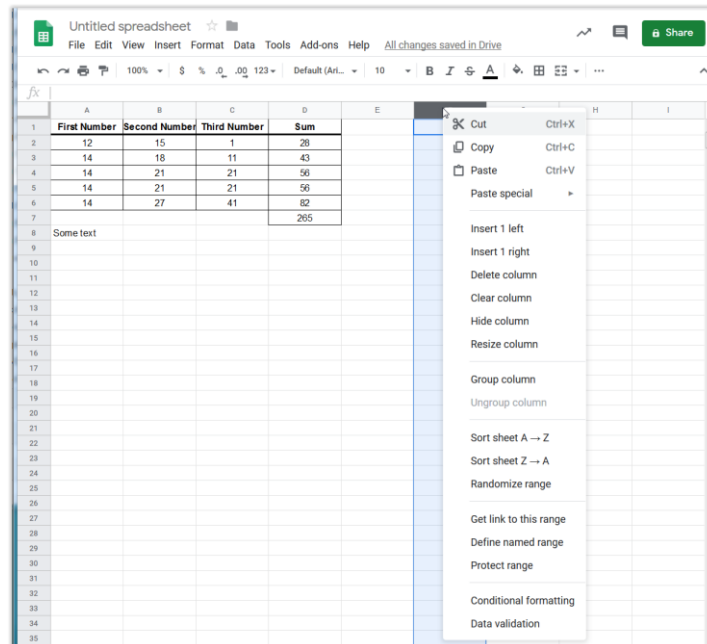 Untitled spreadsheet
File Edit View Insert Format Data Tools Add-ons Help All changes saved in Drive
Share
100% $ % .0 .00 123 Default (Ari... 10 B I S A ...
fx
A B C D E H I
1 First Number Second Number Third Number Sum
2 12 15 1 28
3 14 18 11 43
4 14 21 21 56
5 14 21 21 56
6 14 27 41 82
7 265
8 Some text
9
10
11
12
13
14
15
16
17
18
19
20
21
22
23
24
25
26
27
28
29
30
31
32
33
34
35
Cut Ctrl+X
Copy Ctrl+C
Paste Ctrl+V
Paste special
Insert 1 left
Insert 1 right
Delete column
Clear column
Hide column
Resize column
Group column
Ungroup column
Sort sheet A → Z
Sort sheet Z → A
Randomize range
Get link to this range
Define named range
Protect range
Conditional formatting
Data validation